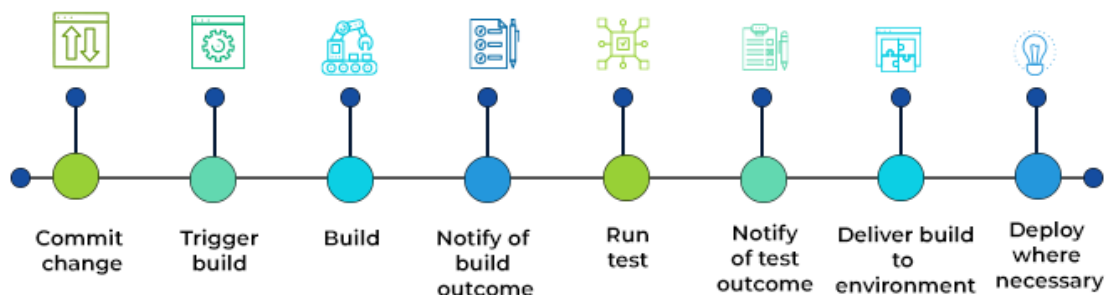 Commit
change
Trigger
build
Build
Notify of
build
outcome
Run
test
Notify
of test
outcome
Deliver build
to
environment
Deploy
where
necessary